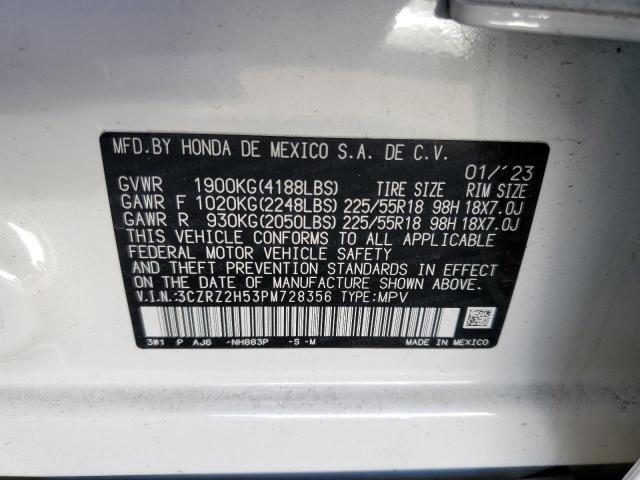 MFD.BY HONDA DE MEXICO S.A. DE C.V.
01/'23
GVWR 1900KG(4188LBS) TIRE SIZE RIM SIZE
GAWR F 1020KG(2248LBS) 225/55R18 98H 18X7.0J
GAWR R 930KG(2050LBS) 225/55R18 98H 18X7.0J
THIS VEHICLE CONFORMS TO ALL APPLICABLE
FEDERAL MOTOR VEHICLE SAFETY
AND THEFT PREVENTION STANDARDS IN EFFECT
ON THE DATE OF MANUFACTURE SHOWN ABOVE.
V.I.N.:3CZRZ2H53PM728356 TYPE:MPV
3W1 P AJ6 -NH883P -S-M MADE IN MEXICO